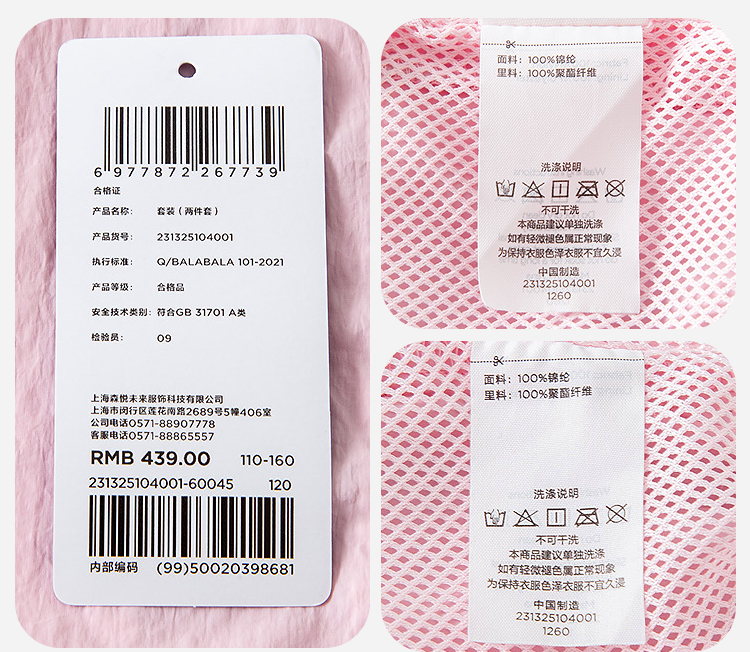 6 977872 267739
合格证
产品名称: 套装（两件套）
产品货号: 231325104001
执行标准: Q/BALABALA 101-2021
产品等级: 合格品
安全技术类别: 符合GB 31701 A类
检验员: 09
上海森悦未来服饰科技有限公司
上海市闵行区莲花南路2689号5幢406室
公司电话0571-88907778
客服电话0571-88865557
RMB 439.00 110-160
231325104001-60045 120
内部编码 (99)50020398681
面料: 100%锦纶
里料: 100%聚酯纤维
洗涤说明
不可干洗
本商品建议单独洗涤
如有轻微褪色属正常现象
为保持衣服色泽衣服不宜久浸
中国制造
231325104001
1260
面料: 100%锦纶
里料: 100%聚酯纤维
洗涤说明
不可干洗
本商品建议单独洗涤
如有轻微褪色属正常现象
为保持衣服色泽衣服不宜久浸
中国制造
231325104001
1260